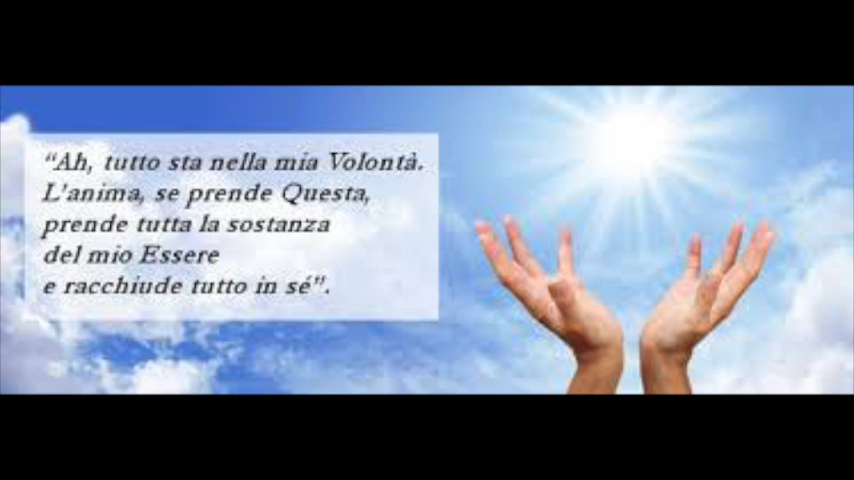 “Ah, tutto sta nella mia Volontà.
L'anima, se prende Questa,
prende tutta la sostanza
del mio Essere
e racchiude tutto in sé”.